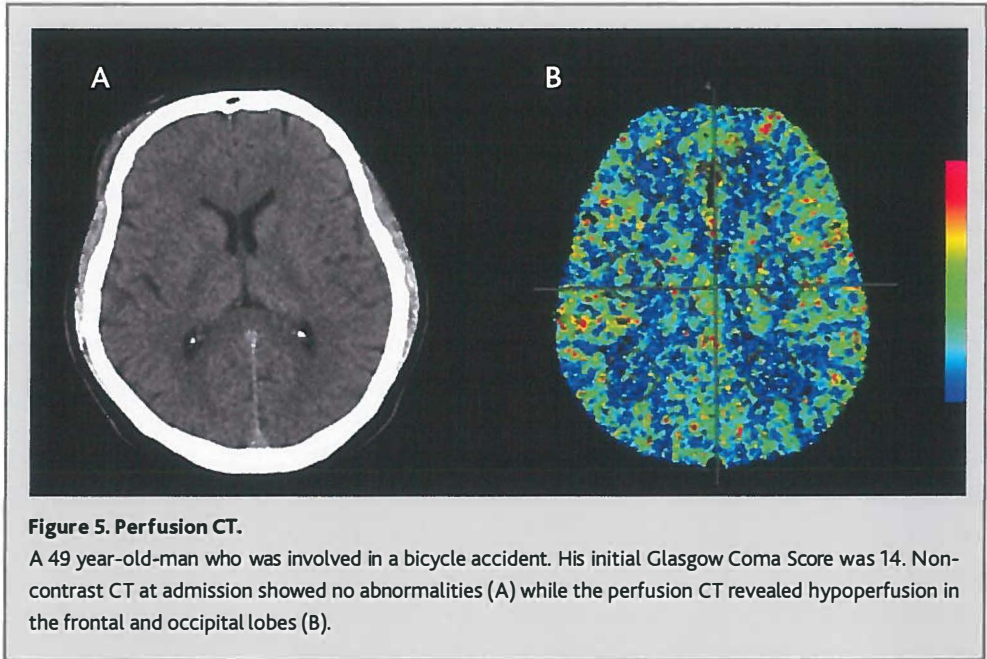 A
B
Figure 5. Perfusion CT.
A 49 year-old-man who was involved in a bicycle accident. His initial Glasgow Coma Score was 14. Non-
contrast CT at admission showed no abnormalities (A) while the perfusion CT revealed hypoperfusion in
the frontal and occipital lobes (B).